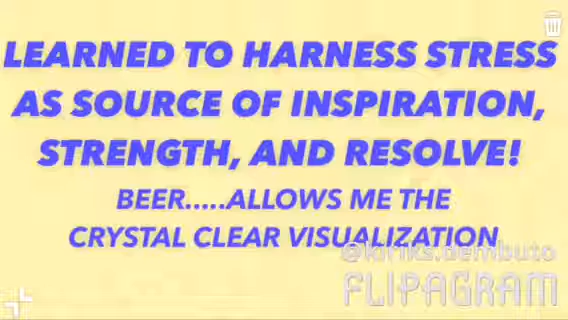 LEARNED TO HARNESS STRESS
AS SOURCE OF INSPIRATION,
STRENGTH, AND RESOLVE!
BEER.....ALLOWS ME THE
CRYSTAL CLEAR VISUALIZATION
FLIPAGRAM